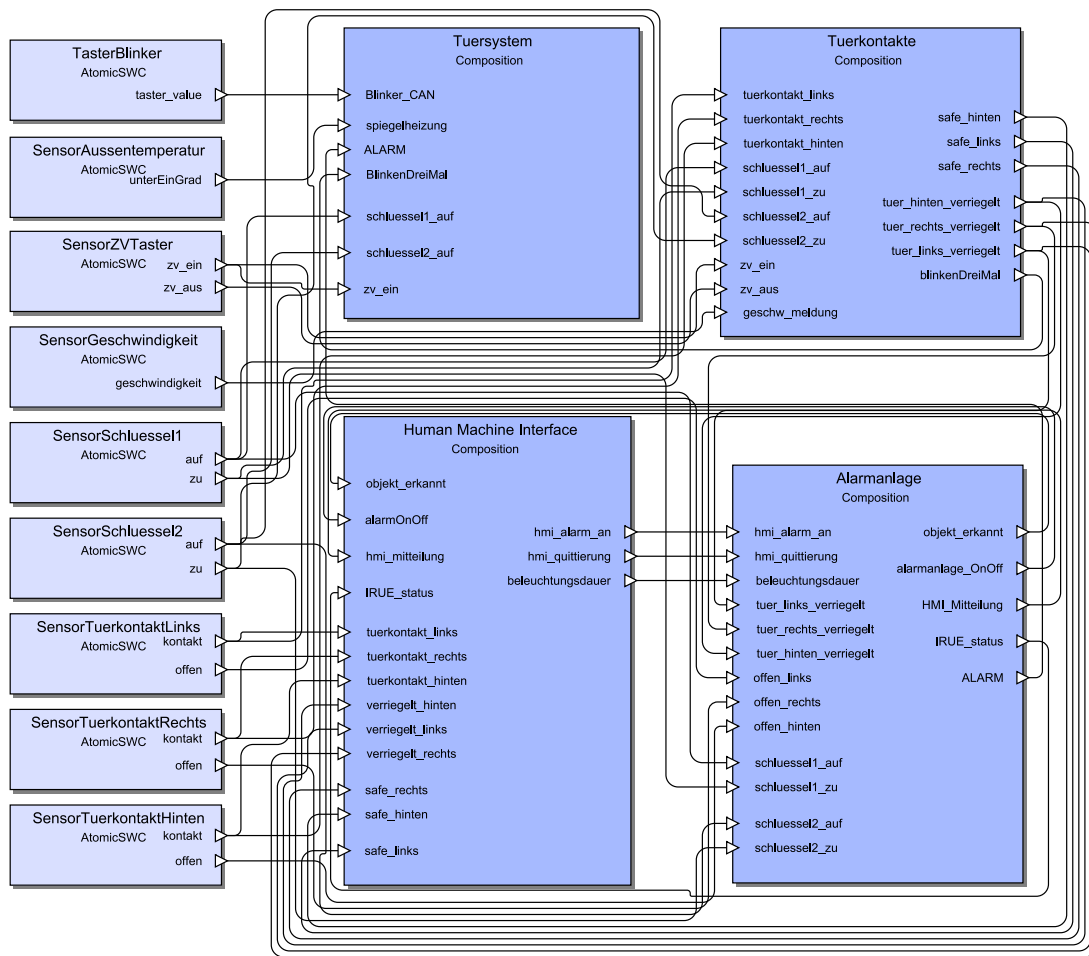 TasterBlinker
AtomicSWC
taster_value
SensorAussentemperatur
AtomicSWC
unterEinGrad
SensorZVTaster
AtomicSWC
zv_ein
zv_aus
SensorGeschwindigkeit
AtomicSWC
geschwindigkeit
SensorSchluessel1
AtomicSWC
auf
zu
SensorSchluessel2
AtomicSWC
auf
zu
SensorTuerkontaktLinks
AtomicSWC
kontakt
offen
SensorTuerkontaktRechts
AtomicSWC
kontakt
offen
SensorTuerkontaktHinten
AtomicSWC
kontakt
offen
Tuersystem
Composition
Blinker_CAN
spiegelheizung
ALARM
BlinkenDreiMal
schluessel1_auf
schluessel2_auf
zv_ein
Tuerkontakte
Composition
tuerkontakt_links
tuerkontakt_rechts
tuerkontakt_hinten
schluessel1_auf
schluessel1_zu
schluessel2_auf
schluessel2_zu
zv_ein
zv_aus
geschw_meldung
safe_hinten
safe_links
safe_rechts
tuer_hinten_verriegelt
tuer_rechts_verriegelt
tuer_links_verriegelt
blinkenDreiMal
Human Machine Interface
Composition
objekt_erkannt
alarmOnOff
hmi_mitteilung
IRUE_status
tuerkontakt_links
tuerkontakt_rechts
tuerkontakt_hinten
verriegelt_hinten
verriegelt_links
verriegelt_rechts
safe_rechts
safe_hinten
safe_links
hmi_alarm_an
hmi_quittierung
beleuchtungsdauer
Alarmanlage
Composition
hmi_alarm_an
hmi_quittierung
beleuchtungsdauer
tuer_links_verriegelt
tuer_rechts_verriegelt
tuer_hinten_verriegelt
offen_links
offen_rechts
offen_hinten
schluessel1_auf
schluessel1_zu
schluessel2_auf
schluessel2_zu
objekt_erkannt
alarmanlage_OnOff
HMI_Mitteilung
IRUE_status
ALARM